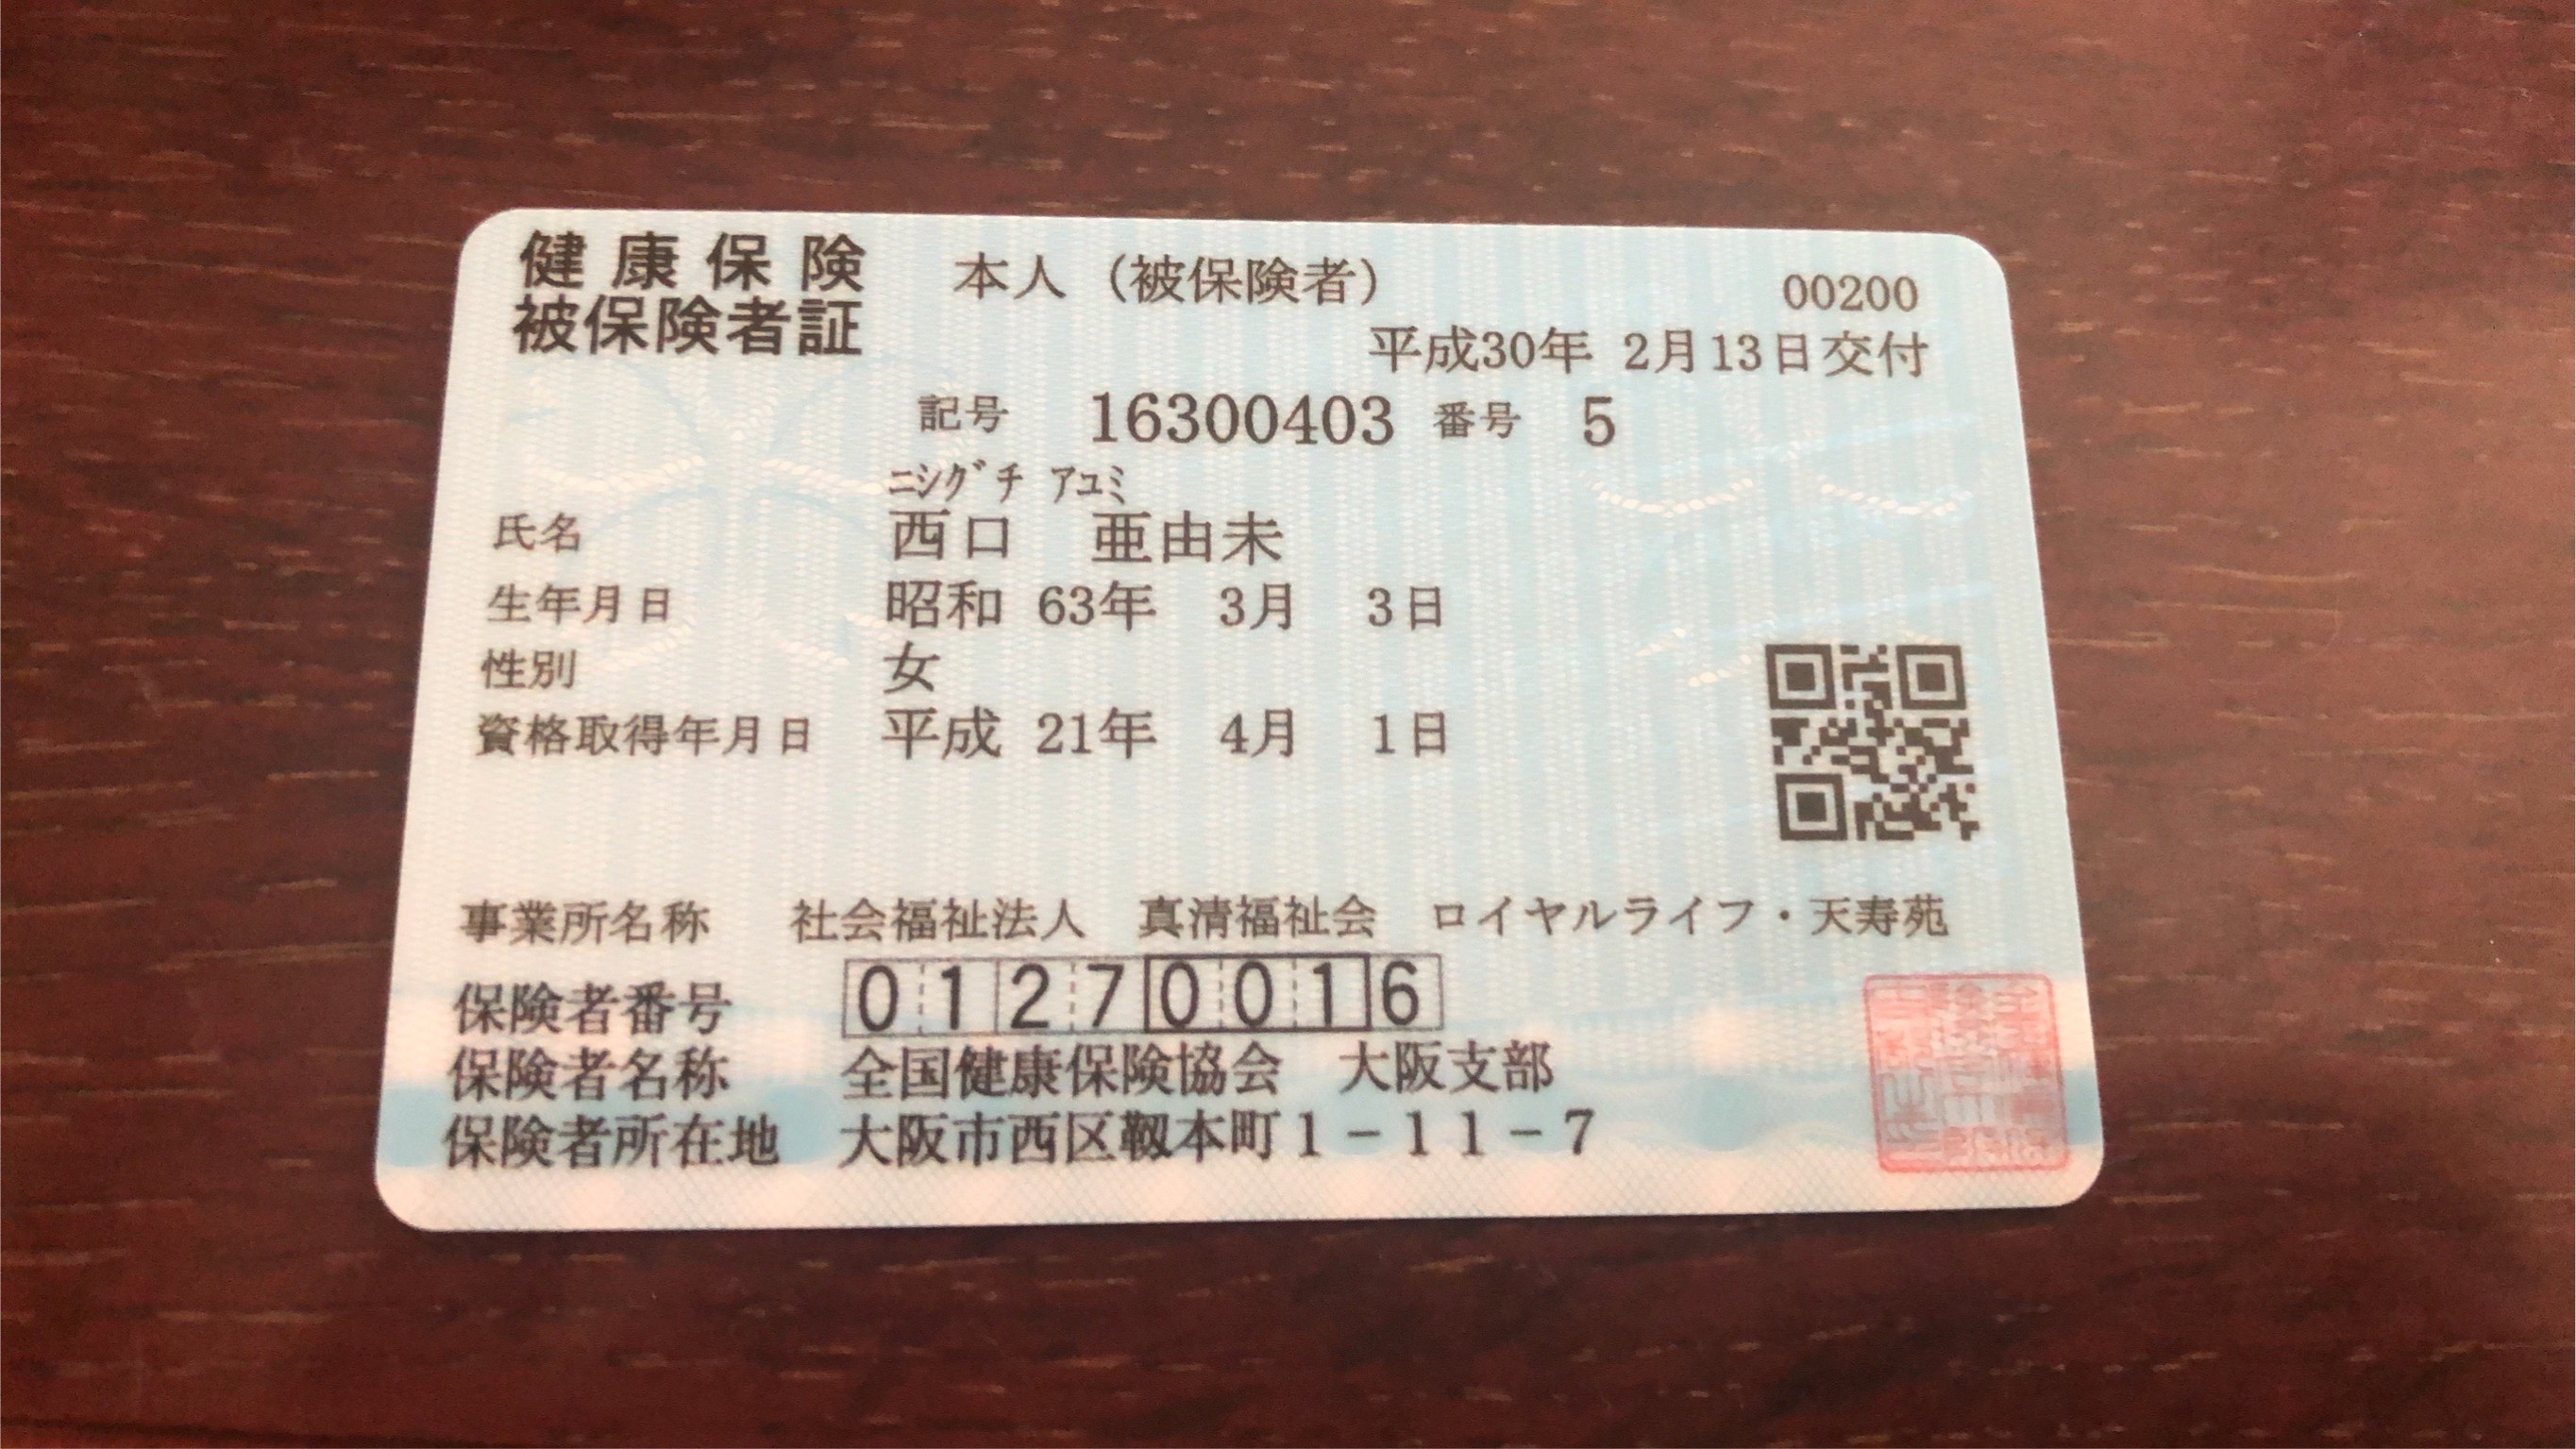 健康保険 本人（被保険者） 00200
被保険者証
平成30年 2月13日交付
記号 16300403 番号 5
ﾆｼｸﾞﾁ ｱﾕﾐ
氏名 西口 亜由未
生年月日 昭和 63年 3月 3日
性別 女
資格取得年月日 平成 21年 4月 1日
事業所名称 社会福祉法人 真清福祉会 ロイヤルライフ・天寿苑
保険者番号 01270016
保険者名称 全国健康保険協会 大阪支部
保険者所在地 大阪市西区靱本町１－１１－７